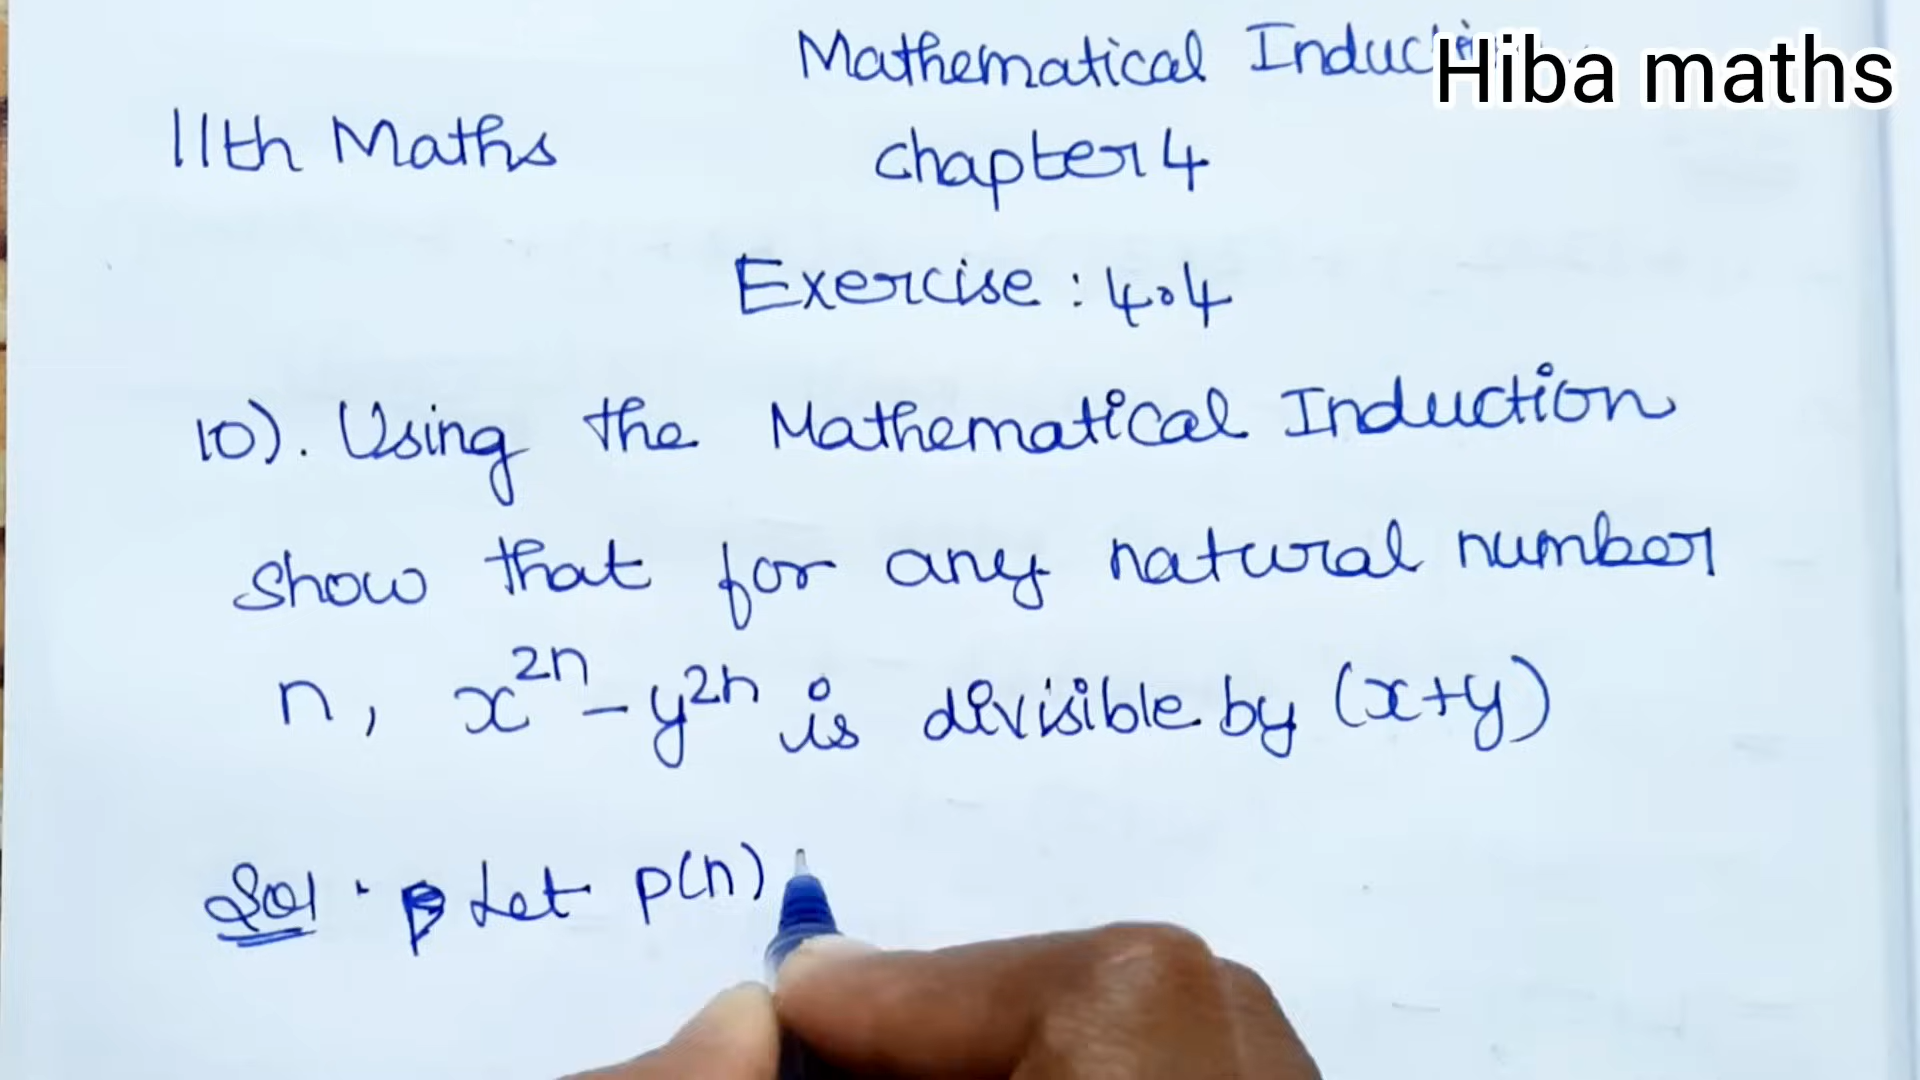 Mathematical Induc
Hiba maths
11th Maths
chapter 4
Exercise : 4.4
10). Using the Mathematical Induction
show that for any natural number
n, x^2n - y^2n is divisible by (x+y)
Sol. Let p(n)